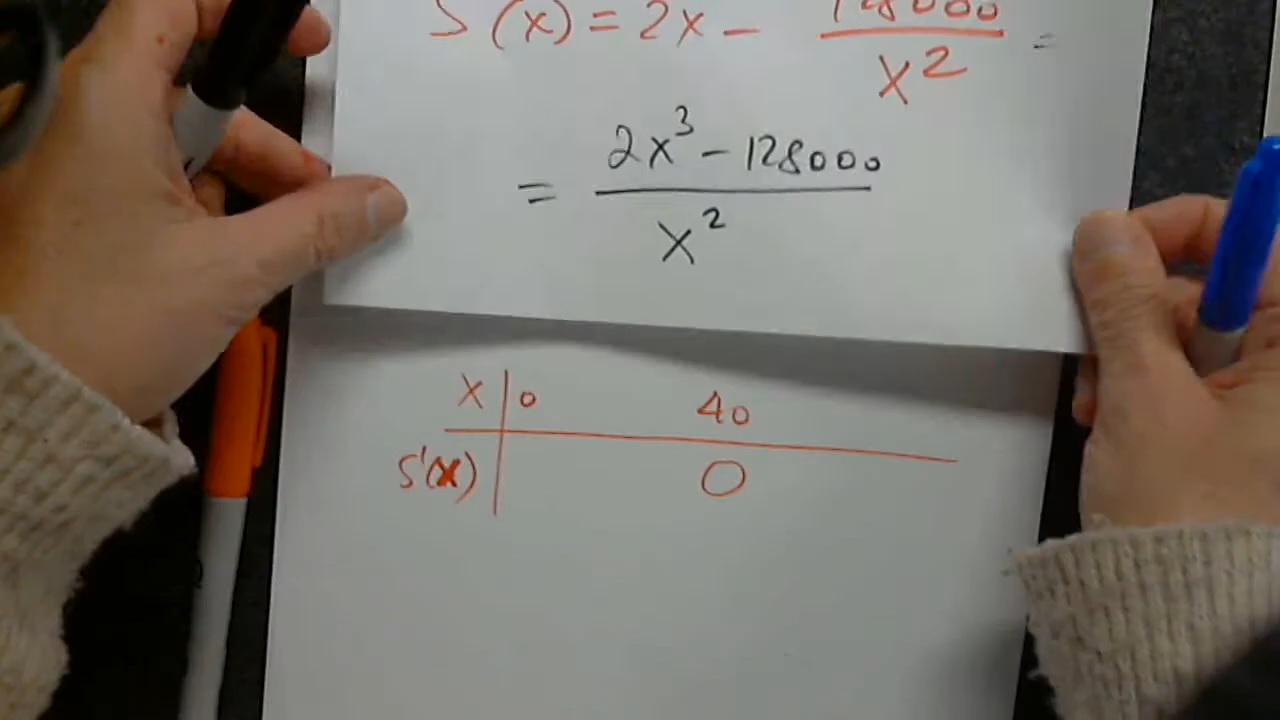 S'(x) = 2x - 128000/x² =
= (2x³ - 128000)/x²
x | 0 40
S'(x) | 0